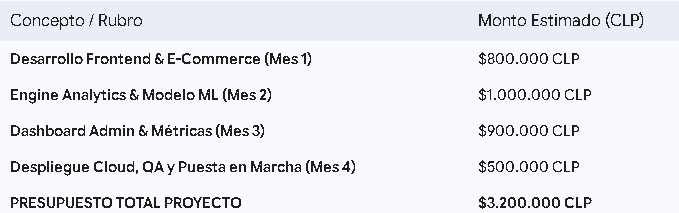 Concepto / Rubro Monto Estimado (CLP)
Desarrollo Frontend & E-Commerce (Mes 1) $800.000 CLP
Engine Analytics & Modelo ML (Mes 2) $1.000.000 CLP
Dashboard Admin & Métricas (Mes 3) $900.000 CLP
Despliegue Cloud, QA y Puesta en Marcha (Mes 4) $500.000 CLP
PRESUPUESTO TOTAL PROYECTO $3.200.000 CLP